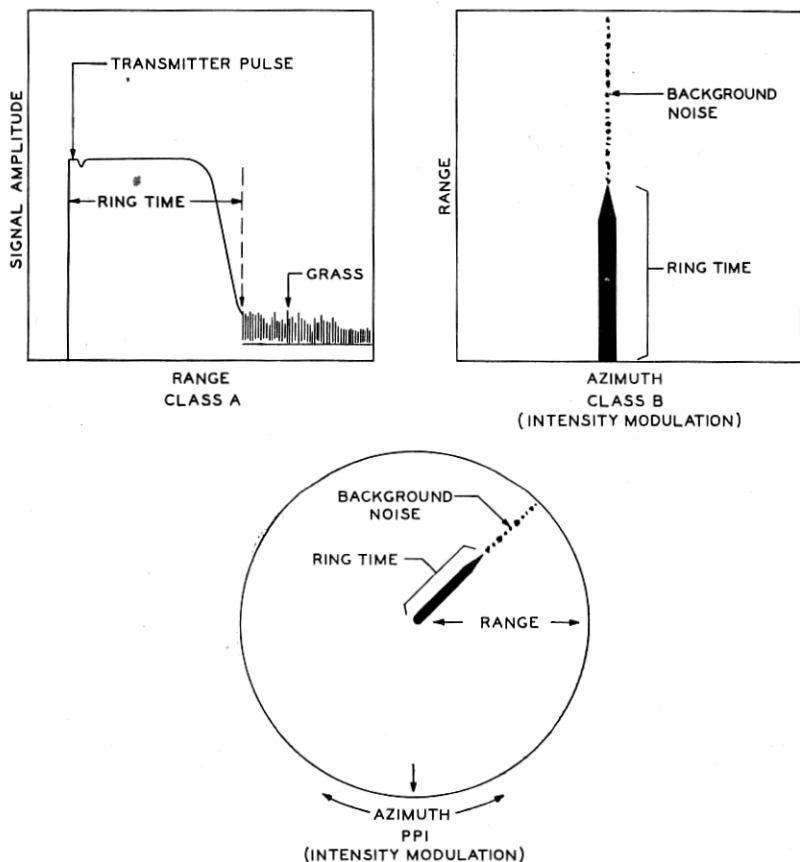 TRANSMITTER PULSE
SIGNAL AMPLITUDE
RING TIME
GRASS
RANGE
CLASS A
BACKGROUND
NOISE
RANGE
RING TIME
AZIMUTH
CLASS B
(INTENSITY MODULATION)
BACKGROUND
NOISE
RING TIME
RANGE
AZIMUTH
PPI
(INTENSITY MODULATION)